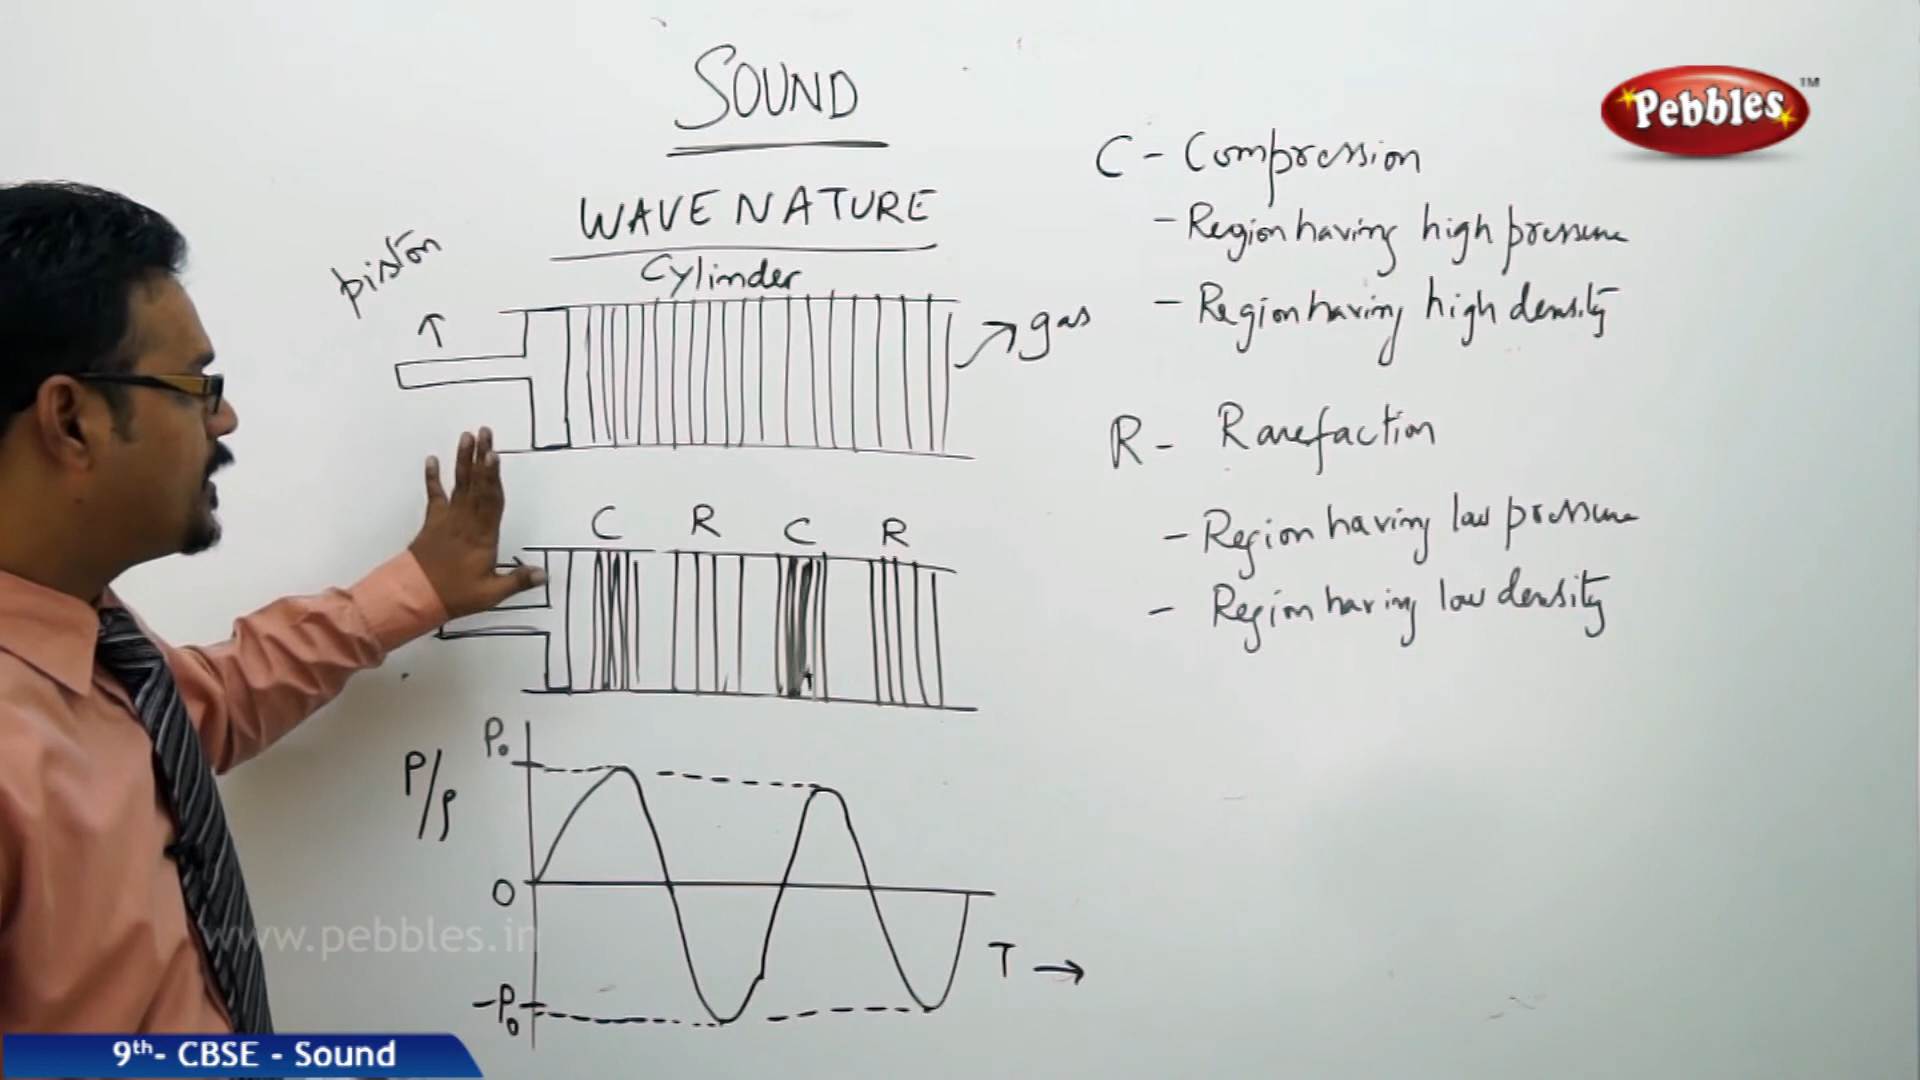 SOUND
WAVE NATURE
Cylinder
piston
gas
C R C R
P₀
P/ρ
0
-P₀
T
C - Compression
- Region having high pressure
- Region having high density
R - Rarefaction
- Region having low pressure
- Region having low density
Pebbles™
www.pebbles.in
9th- CBSE - Sound